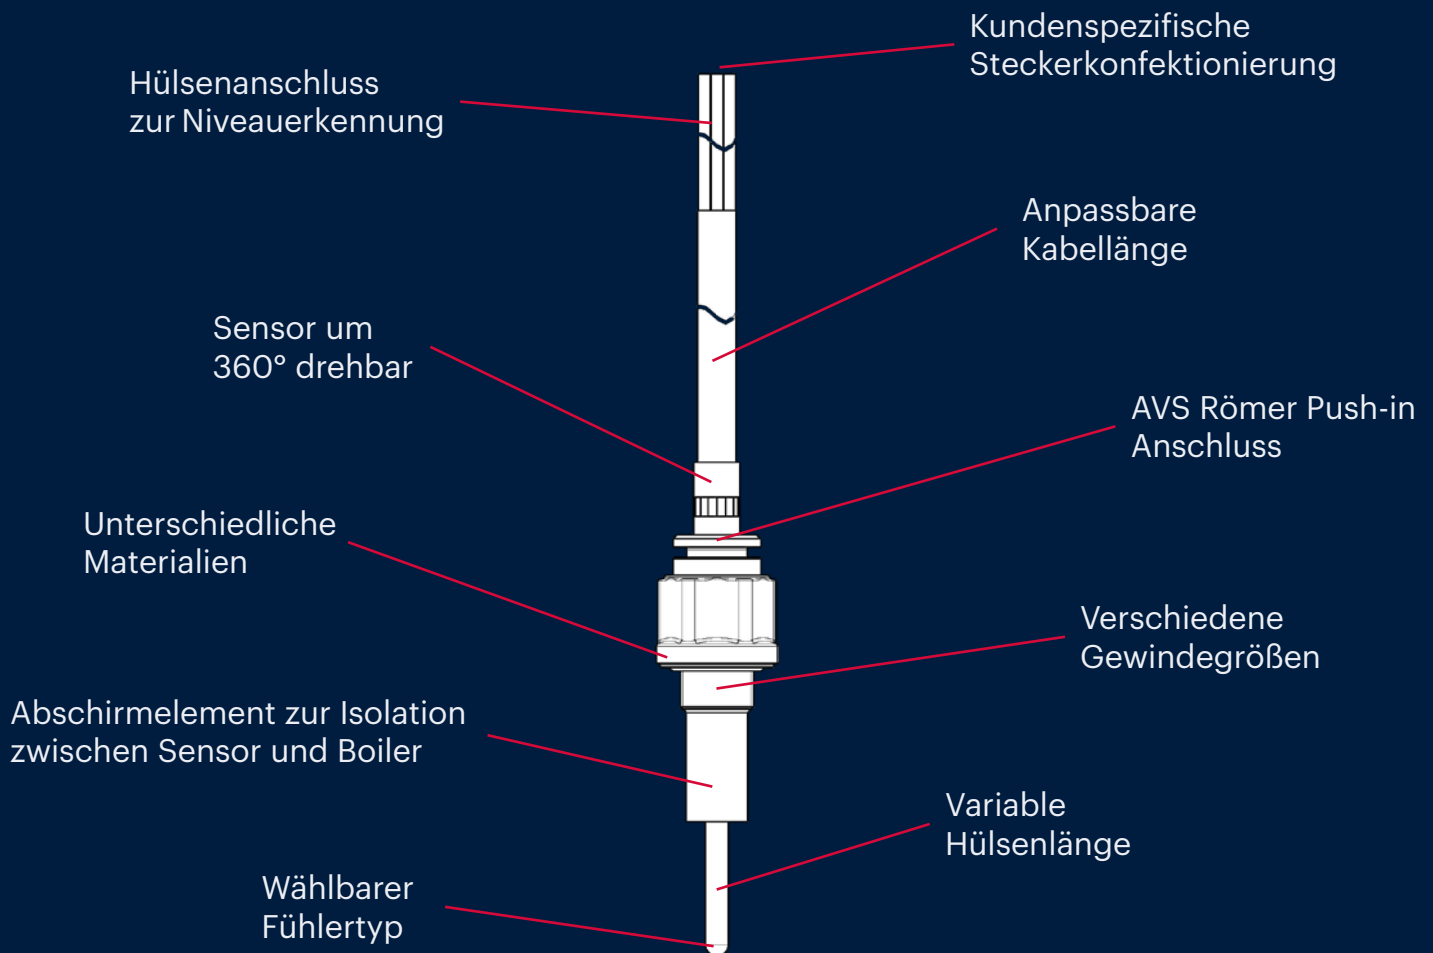 Kundenspezifische
Steckerkonfektionierung
Hülsenanschluss
zur Niveauerkennung
Anpassbare
Kabellänge
Sensor um
360° drehbar
AVS Römer Push-in
Anschluss
Unterschiedliche
Materialien
Verschiedene
Gewindegrößen
Abschirmelement zur Isolation
zwischen Sensor und Boiler
Variable
Hülsenlänge
Wählbarer
Fühlertyp